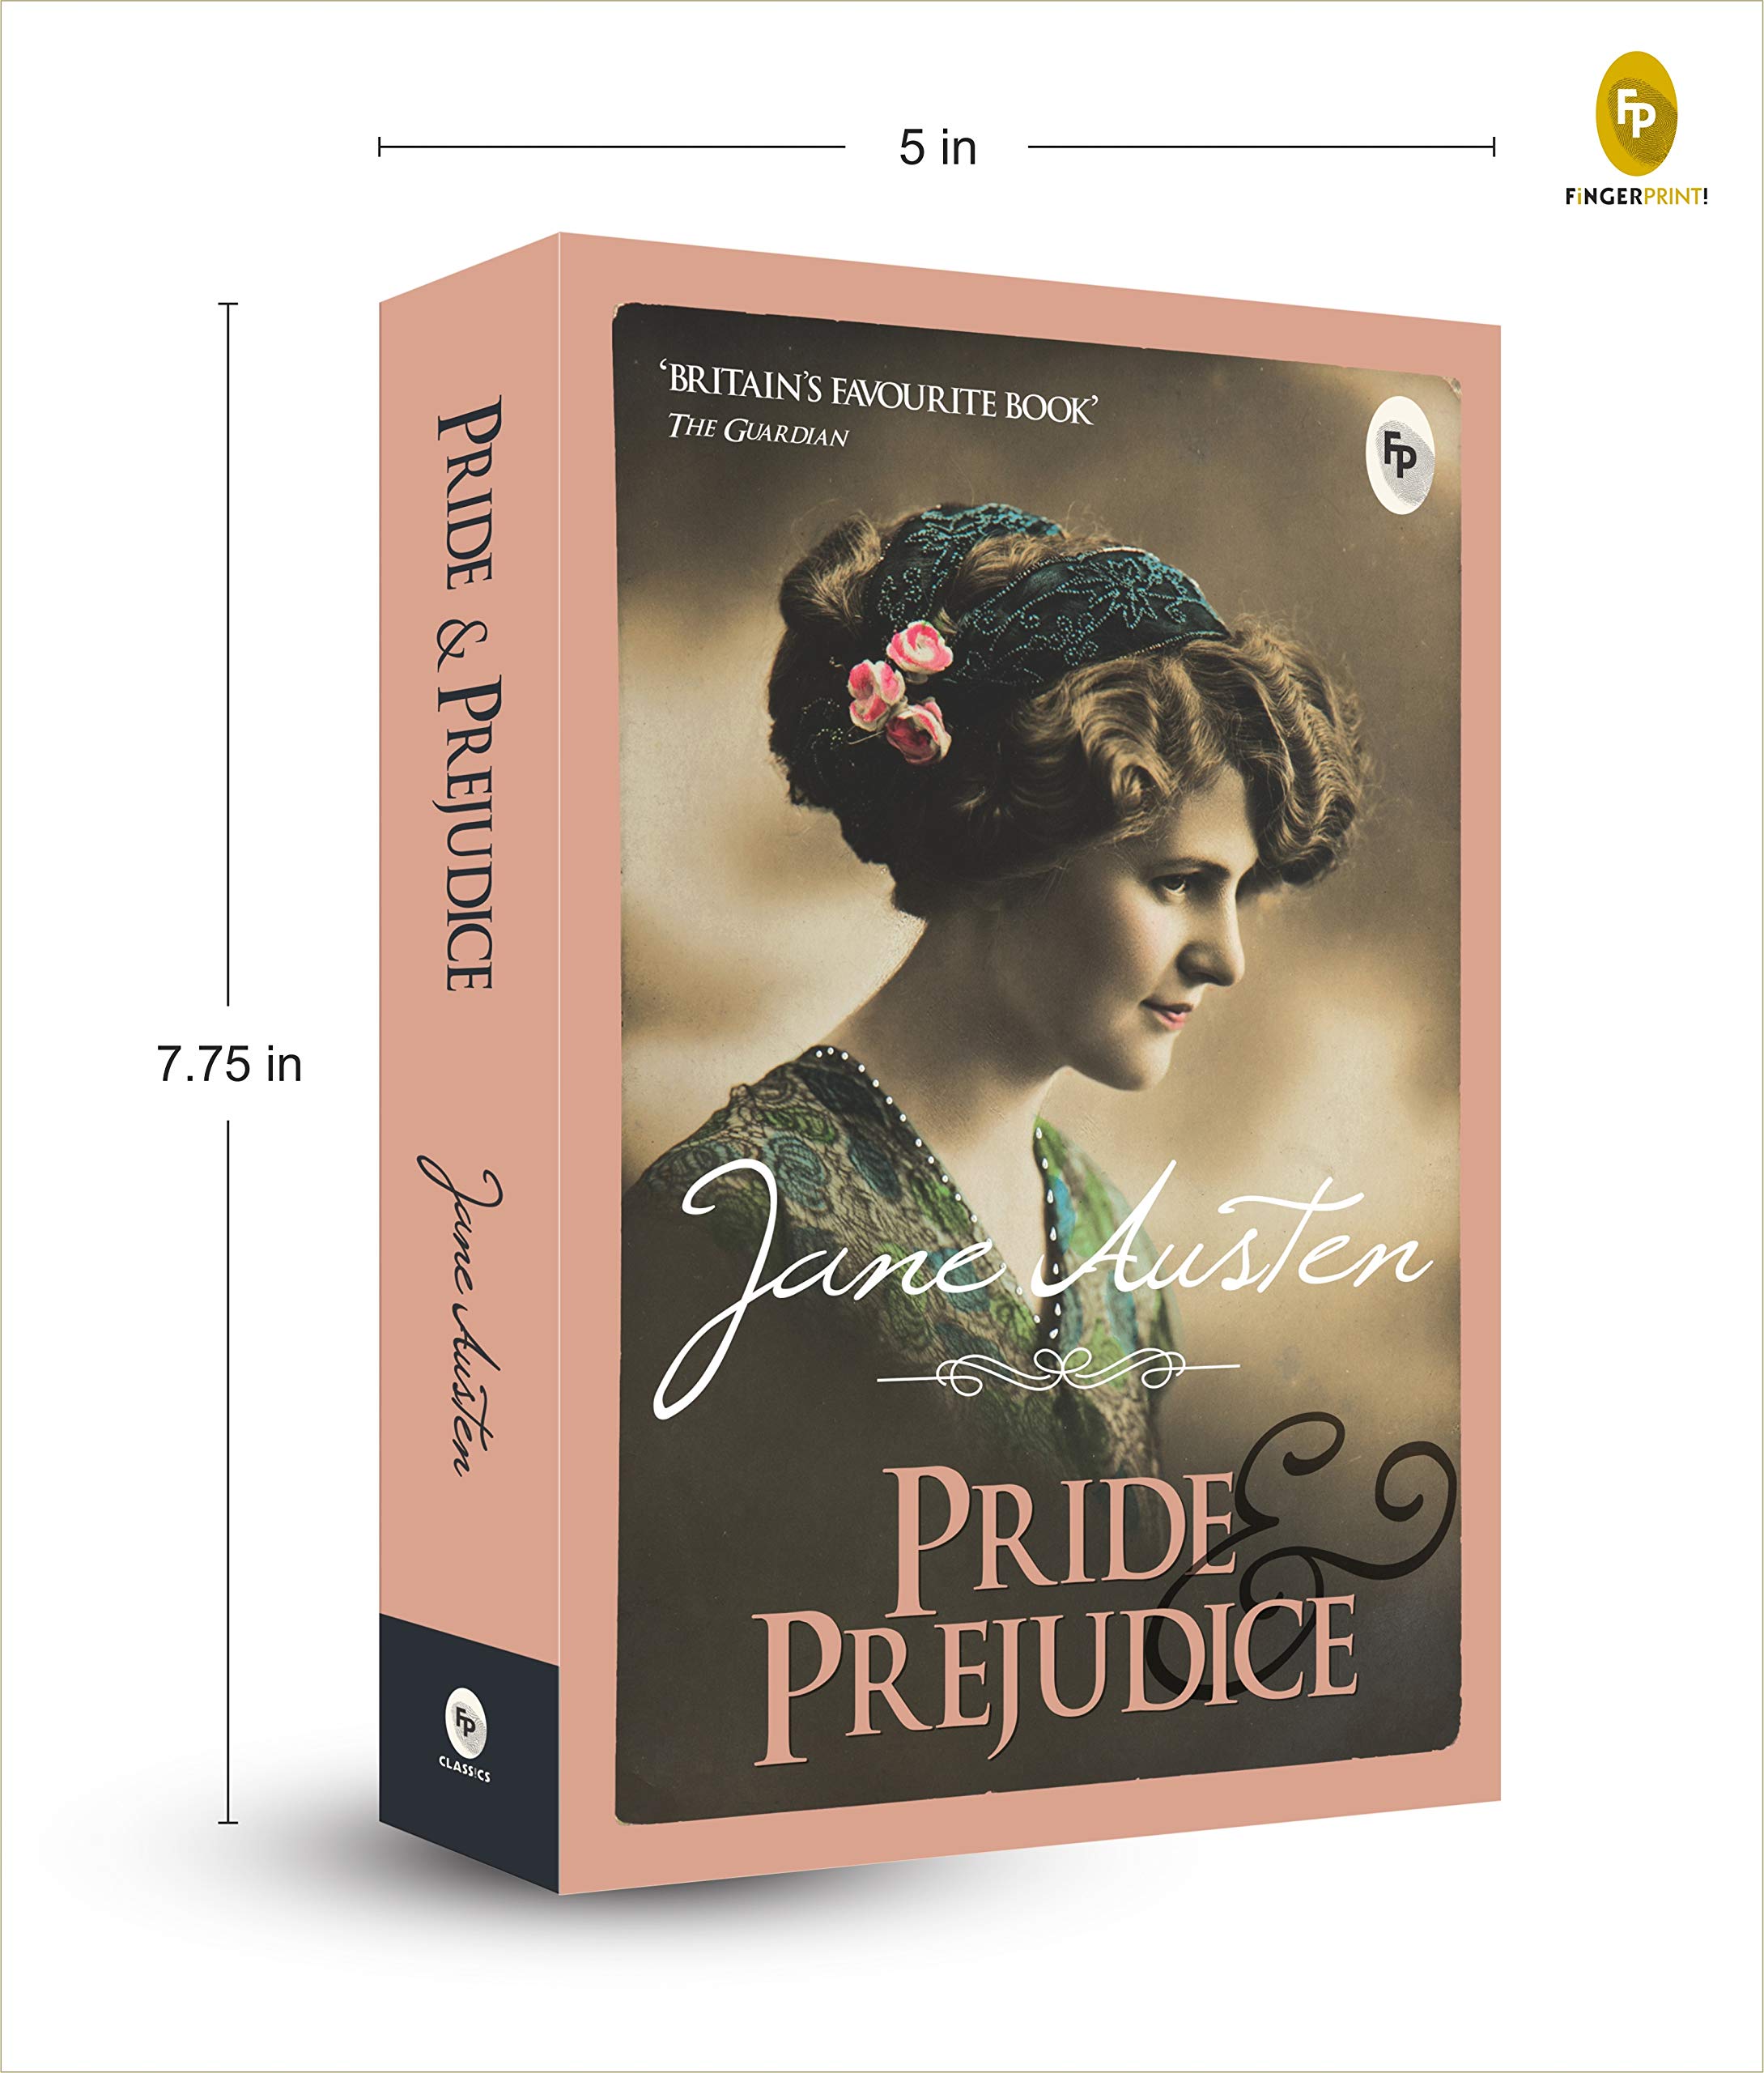 5 in
FP
FiNGERPRINT!
7.75 in
PRIDE & PREJUDICE
Jane Austen
FP
CLASSICS
‘BRITAIN’S FAVOURITE BOOK’
THE GUARDIAN
FP
Jane Austen
PRIDE
&
PREJUDICE